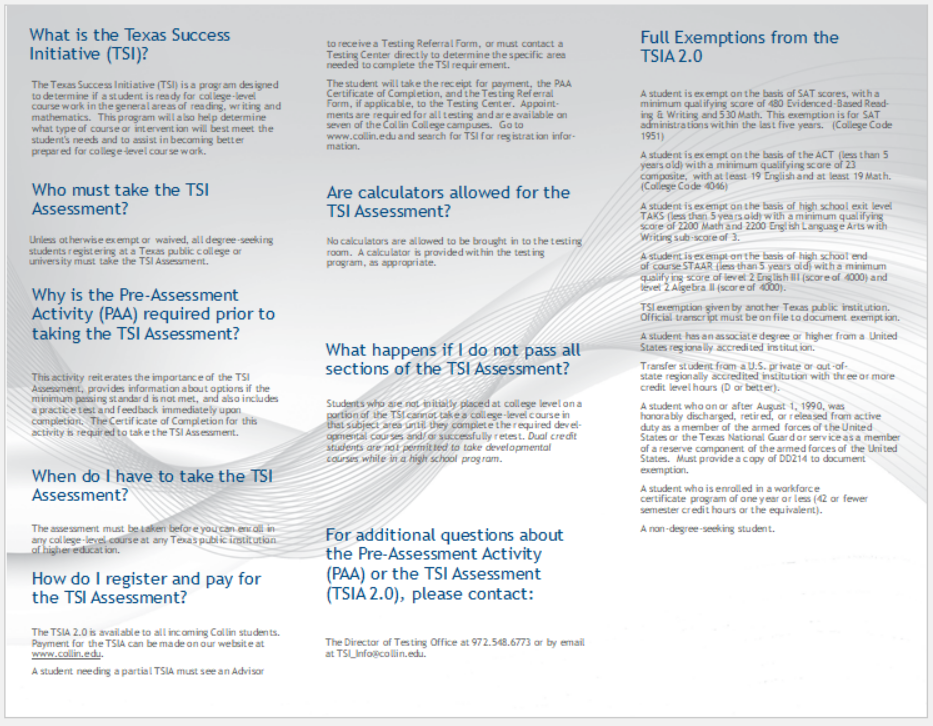 What is the Texas Success
Initiative (TSI)?
The Texas Success Initiative (TSI) is a program designed
to determine if a student is ready for college-level
course work in the general areas of reading, writing and
mathematics. This program will also help determine
what type of course or intervention will best meet the
student's needs and to assist in becoming better
prepared for college-level course work.
Who must take the TSI
Assessment?
Unless otherwise exempt or waived, all degree-seeking
students registering at a Texas public college or
university must take the TSI Assessment.
Why is the Pre-Assessment
Activity (PAA) required prior to
taking the TSI Assessment?
This activity reiterates the importance of the TSI
Assessment, provides information about options if the
minimum passing standard is not met, and also includes
a practice test and feedback immediately upon
completion. The Certificate of Completion for this
activity is required to take the TSI Assessment.
When do I have to take the TSI
Assessment?
The assessment must be taken before you can enroll in
any college-level course at any Texas public institution
of higher education.
How do I register and pay for
the TSI Assessment?
The TSIA 2.0 is available to all incoming Collin students.
Payment for the TSIA can be made on our website at
www.collin.edu.
A student needing a partial TSIA must see an Advisor
to receive a Testing Referral Form, or must contact a
Testing Center directly to determine the specific area
needed to complete the TSI requirement.
The student will take the receipt for payment, the PAA
Certificate of Completion, and the Testing Referral
Form, if applicable, to the Testing Center. Appoint-
ments are required for all testing and are available on
seven of the Collin College campuses. Go to
www.collin.edu and search for TSI for registration infor-
mation.
Are calculators allowed for the
TSI Assessment?
No calculators are allowed to be brought in to the testing
room. A calculator is provided within the testing
program, as appropriate.
What happens if I do not pass all
sections of the TSI Assessment?
Students who are not initially placed at college level on a
portion of the TSI cannot take a college-level course in
that subject area until they complete the required devel-
opmental courses and/or successfully retest. Dual credit
students are not permitted to take developmental
courses while in a high school program.
For additional questions about
the Pre-Assessment Activity
(PAA) or the TSI Assessment
(TSIA 2.0), please contact:
The Director of Testing Office at 972.548.6773 or by email
at TSI_Info@collin.edu.
Full Exemptions from the
TSIA 2.0
A student is exempt on the basis of SAT scores, with a
minimum qualifying score of 480 Evidenced-Based Read-
ing & Writing and 530 Math. This exemption is for SAT
administrations within the last five years. (College Code
1951)
A student is exempt on the basis of the ACT (less than 5
years old) with a minimum qualifying score of 23
composite, with at least 19 English and at least 19 Math.
(College Code 4046)
A student is exempt on the basis of high school exit level
TAKS (less than 5 years old) with a minimum qualifying
score of 2200 Math and 2200 English Language Arts with
Writing sub-score of 3.
A student is exempt on the basis of high school end
of course STAAR (less than 5 years old) with a minimum
qualifying score of level 2 English III (score of 4000) and
level 2 Algebra II (score of 4000).
TSI exemption given by another Texas public institution.
Official transcript must be on file to document exemption.
A student has an associate degree or higher from a United
States regionally accredited institution.
Transfer student from a U.S. private or out-of-
state regionally accredited institution with three or more
credit level hours (D or better).
A student who on or after August 1, 1990, was
honorably discharged, retired, or released from active
duty as a member of the armed forces of the United
States or the Texas National Guard or service as a member
of a reserve component of the armed forces of the United
States. Must provide a copy of DD214 to document
exemption.
A student who is enrolled in a workforce
certificate program of one year or less (42 or fewer
semester credit hours or the equivalent).
A non-degree-seeking student.